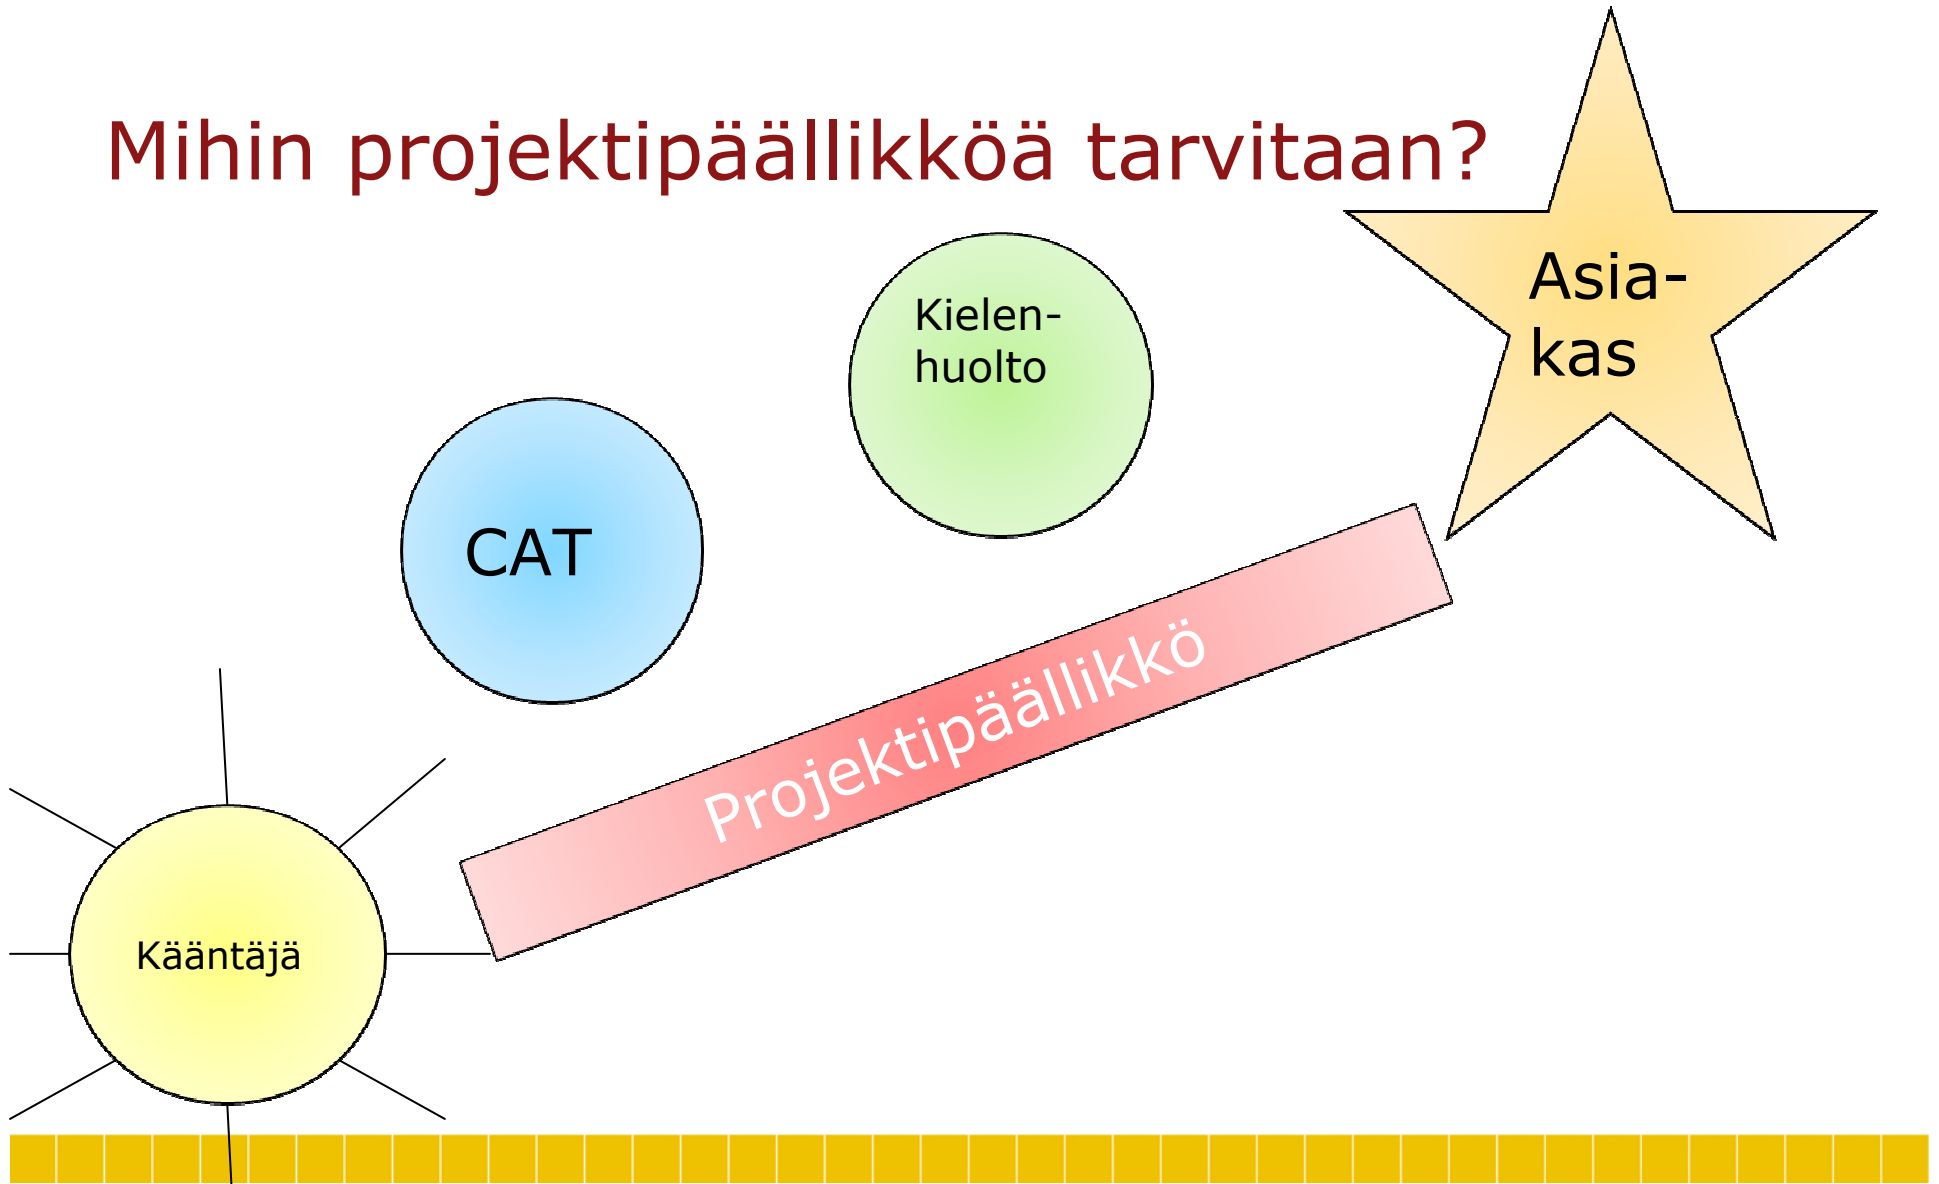 Mihin projektipäällikköä tarvitaan?
Asia-
kas
Kielen-
huolto
CAT
Projektipäällikkö
Kääntäjä